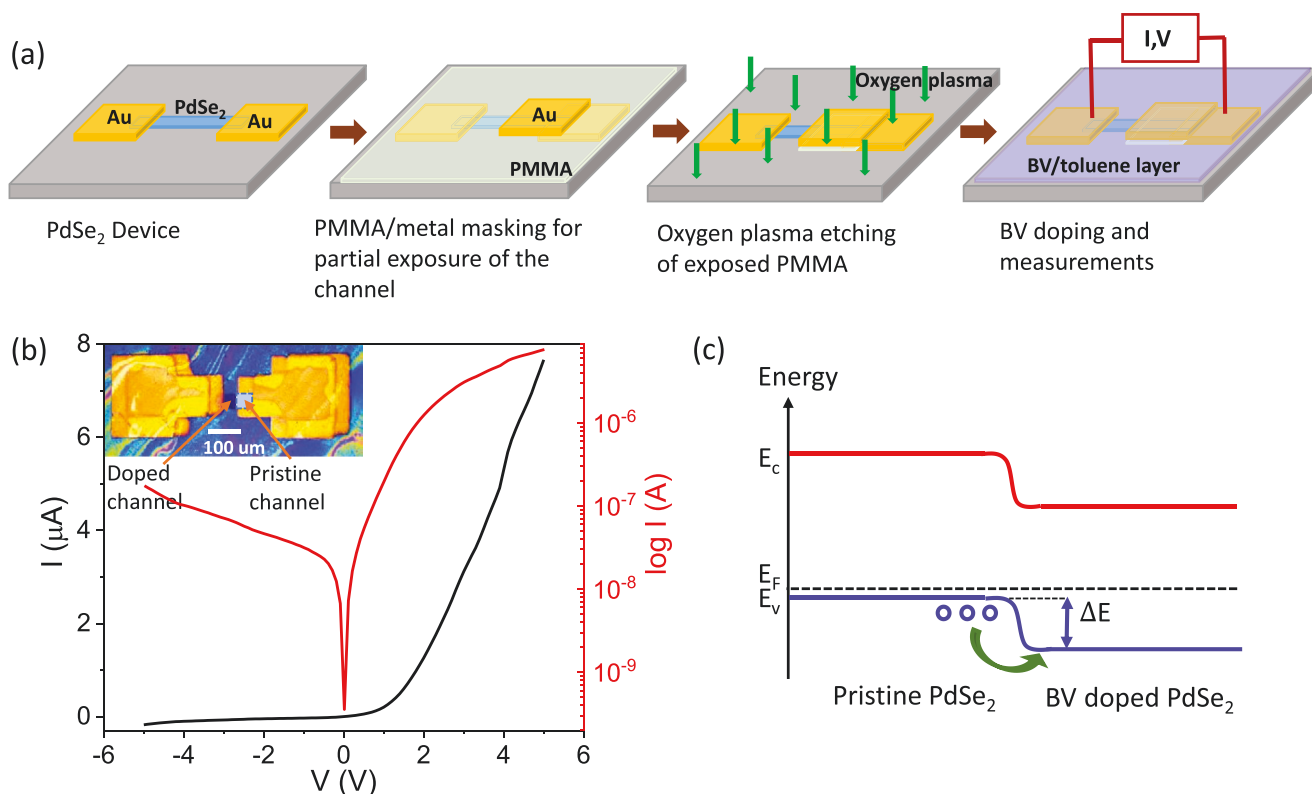 (a)
Au
PdSe₂
Au
PdSe₂ Device
Au
PMMA
PMMA/metal masking for
partial exposure of the
channel
Oxygen plasma
Oxygen plasma etching
of exposed PMMA
I,V
BV/toluene layer
BV doping and
measurements
(b)
8
6
4
2
0
I (μA)
-6
-4
-2
0
2
4
6
V (V)
10⁻⁶
10⁻⁷
10⁻⁸
10⁻⁹
log I (A)
100 um
Doped
channel
Pristine
channel
(c)
Energy
E_c
E_F
E_v
ΔE
Pristine PdSe₂
BV doped PdSe₂